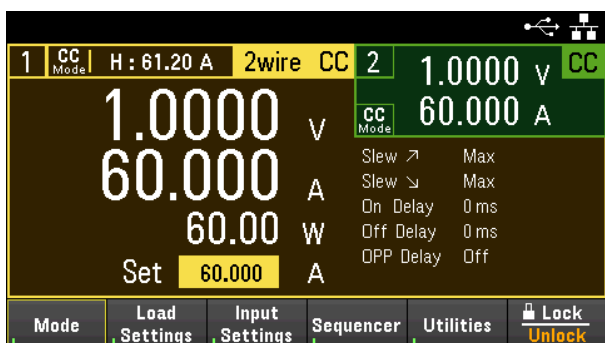 1 CC Mode H : 61.20 A 2wire CC
1.0000 V
60.000 A
60.00 W
Set 60.000 A
2 1.0000 V CC
CC Mode 60.000 A
Slew ↗ Max
Slew ↘ Max
On Delay 0 ms
Off Delay 0 ms
OPP Delay Off
Mode
Load Settings
Input Settings
Sequencer
Utilities
Lock
Unlock